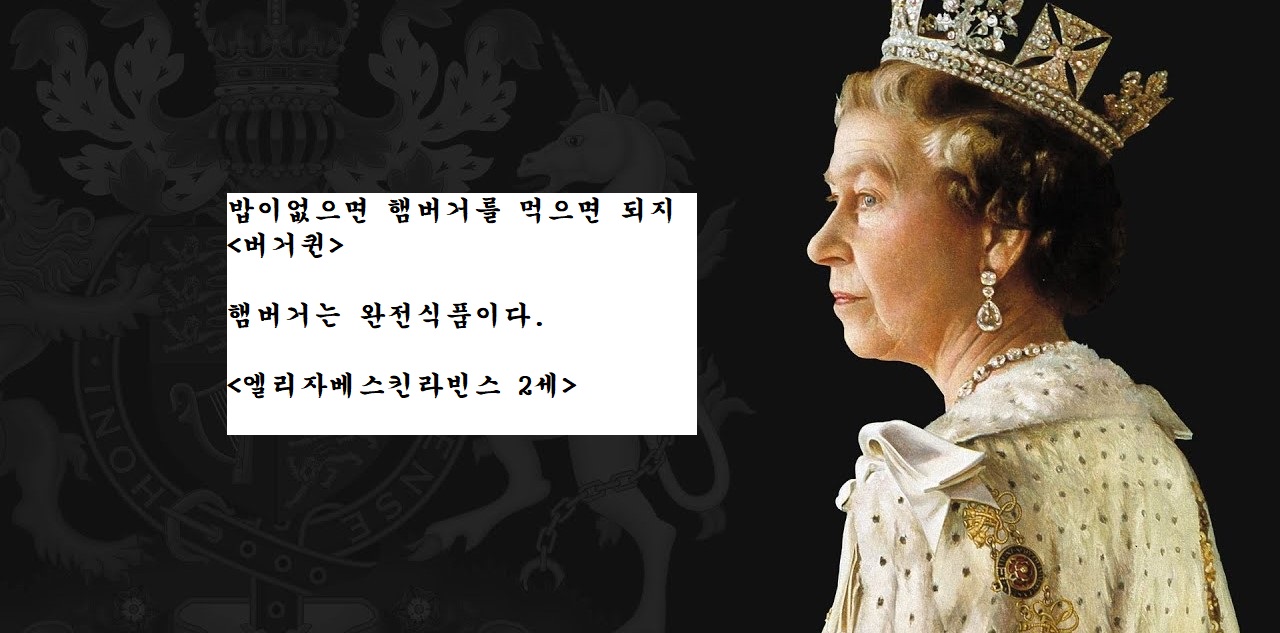 밥이없으면 햄버거를 먹으면 되지
<버거퀸>
햄버거는 완전식품이다.
<엘리자베스킨라빈스 2세>
HONI
ENSE